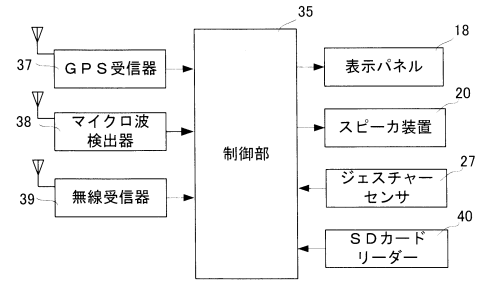 35
37
GPS受信器
38
マイクロ波
検出器
39
無線受信器
制御部
18
表示パネル
20
スピーカ装置
27
ジェスチャー
センサ
40
SDカード
リーダー